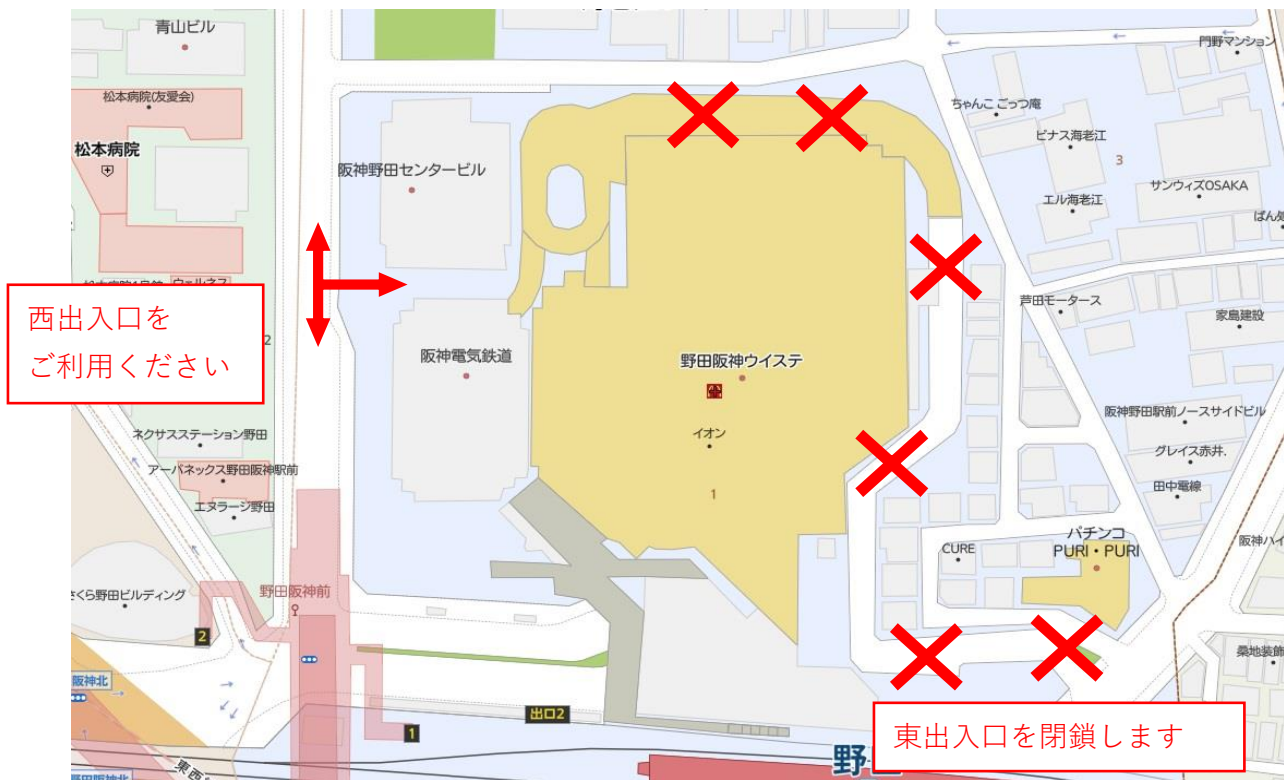 青山ビル
門野マンション
松本病院(友愛会)
松本病院
ちゃんこ ごっつ庵
ビナス海老江
3
阪神野田センタービル
サンウィズOSAKA
エル海老江
西出入口を
ご利用ください
2
芦田モータース
家島建設
阪神電気鉄道
野田阪神ウイステ
イオン
1
阪神野田駅前ノースサイドビル
ネクサスステーション野田
グレイス赤井.
アーバネックス野田阪神駅前
田中電線
エヌラージ野田
パチンコ
PURI・PURI
CURE
野田阪神前
さくら野田ビルディング
2
桑地装飾
阪神北
出口2
1
東出入口を閉鎖します
野
野田阪神北
東西